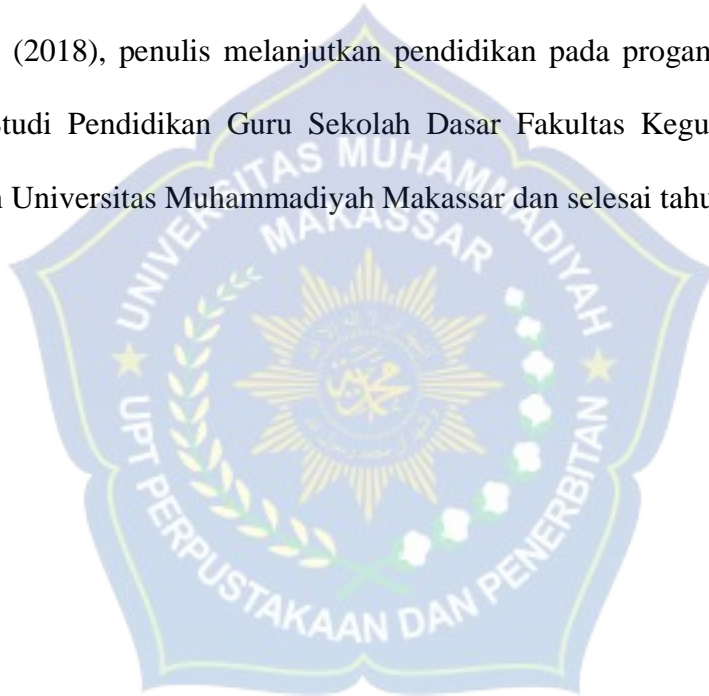 (2018), penulis melanjutkan pendidikan pada progam
tudi Pendidikan Guru Sekolah Dasar Fakultas Kegu
Universitas Muhammadiyah Makassar dan selesai tahu
UNIVERSITAS MUHAMMADIYAH
MAKASSAR
UPT PERPUSTAKAAN DAN PENERBITAN